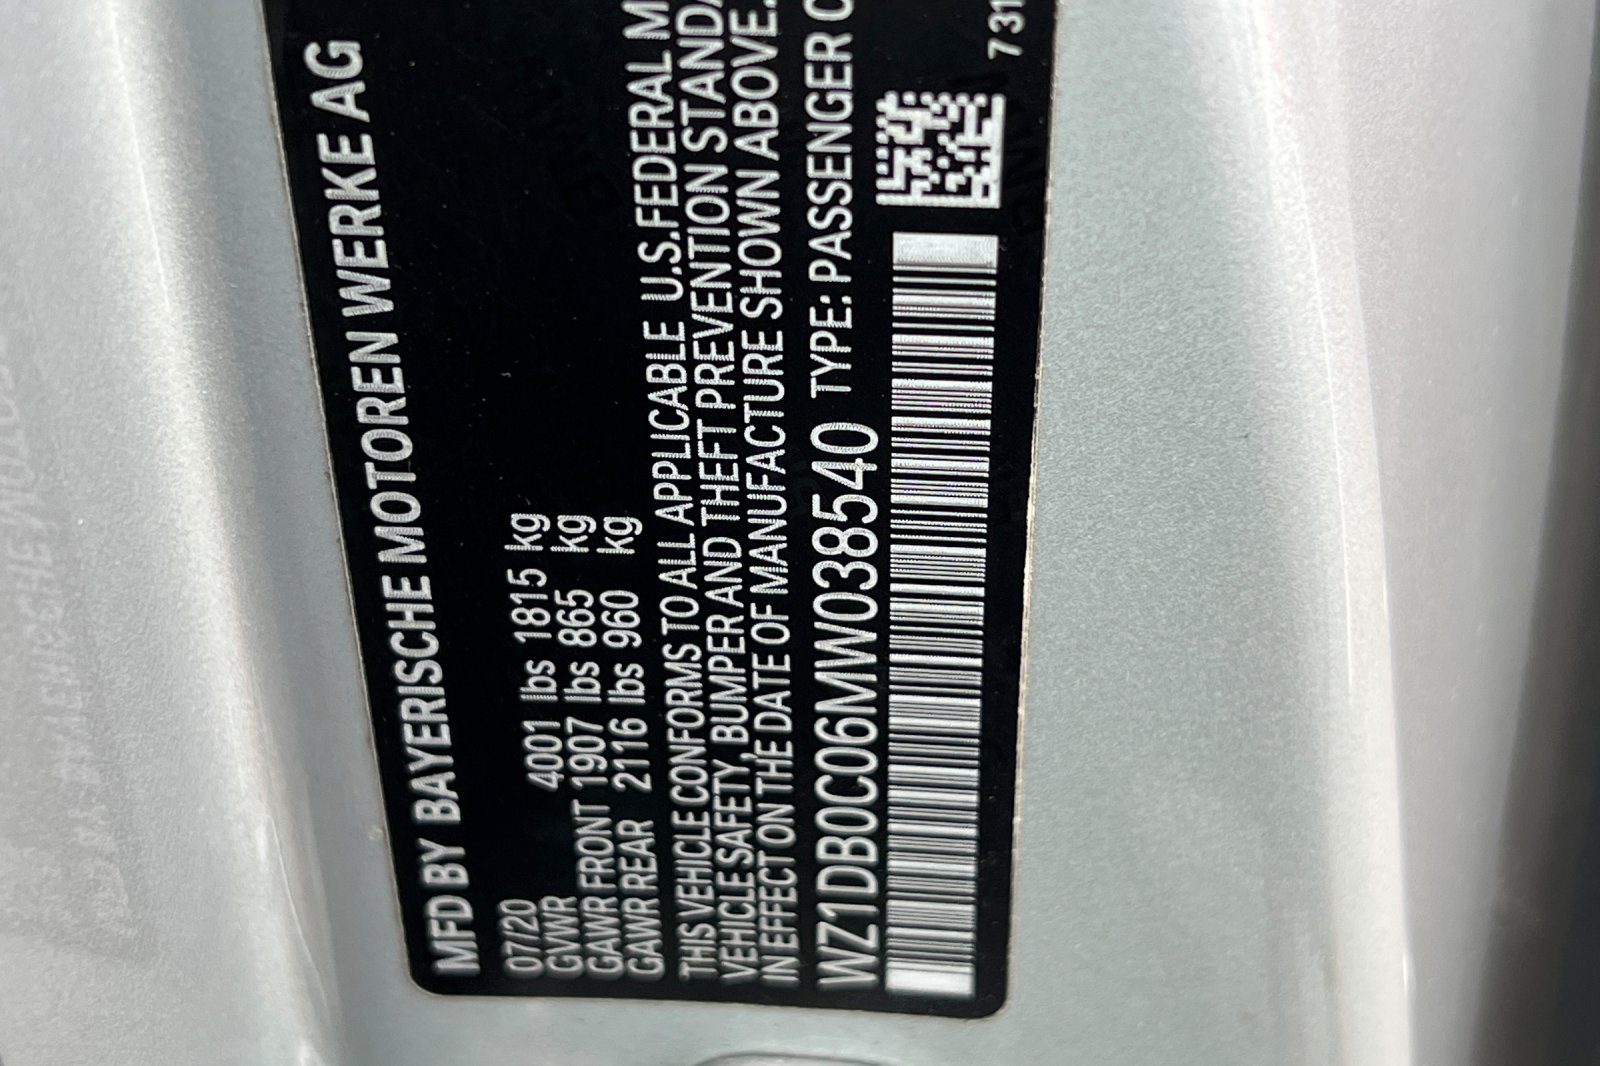 MFD BY BAYERISCHE MOTOREN WERKE AG
07/20
GVWR 4001 lbs 1815 kg
GAWR FRONT 1907 lbs 865 kg
GAWR REAR 2116 lbs 960 kg
THIS VEHICLE CONFORMS TO ALL APPLICABLE U.S.FEDERAL M
VEHICLE SAFETY, BUMPER AND THEFT PREVENTION STANDA
IN EFFECT ON THE DATE OF MANUFACTURE SHOWN ABOVE.
WZ1DB0C06MW038540 TYPE: PASSENGER C
731